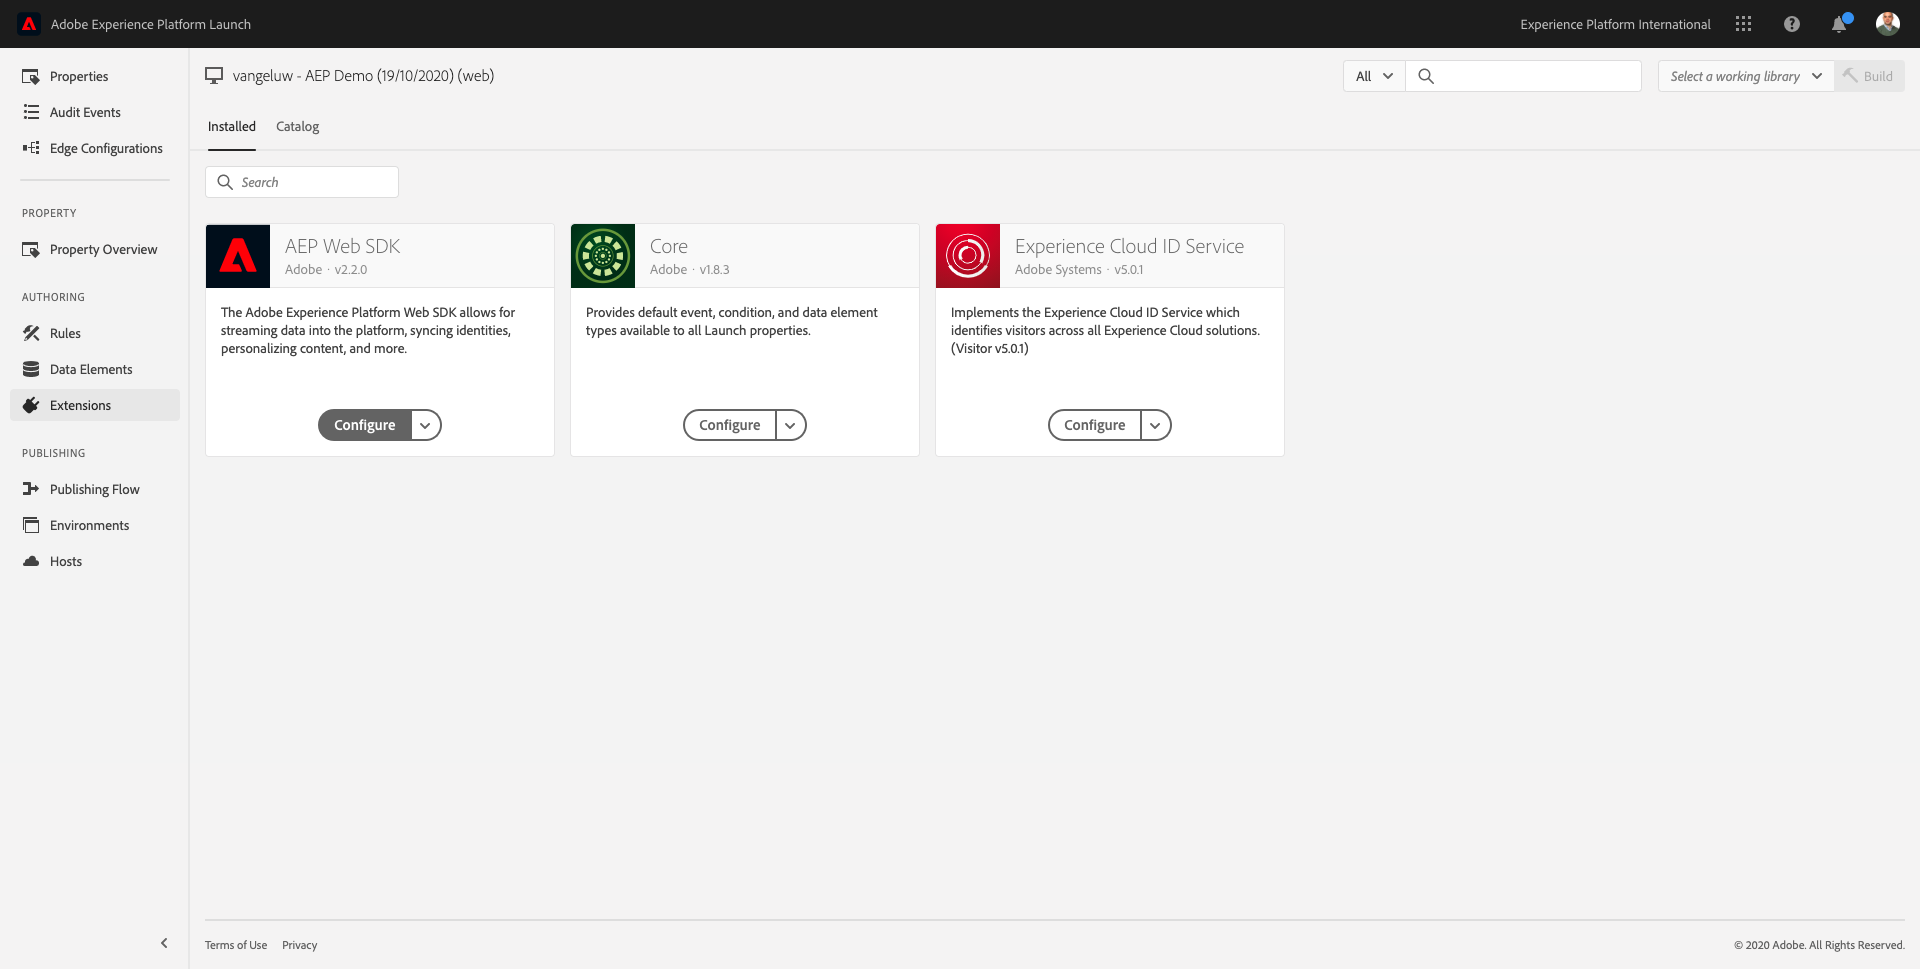 Adobe Experience Platform Launch
Experience Platform International
Properties
Audit Events
Edge Configurations
PROPERTY
Property Overview
AUTHORING
Rules
Data Elements
Extensions
PUBLISHING
Publishing Flow
Environments
Hosts
vangeluw - AEP Demo (19/10/2020) (web)
All
Select a working library
Build
Installed
Catalog
Search
AEP Web SDK
Adobe · v2.2.0
The Adobe Experience Platform Web SDK allows for
streaming data into the platform, syncing identities,
personalizing content, and more.
Configure
Core
Adobe · v1.8.3
Provides default event, condition, and data element
types available to all Launch properties.
Configure
Experience Cloud ID Service
Adobe Systems · v5.0.1
Implements the Experience Cloud ID Service which
identifies visitors across all Experience Cloud solutions.
(Visitor v5.0.1)
Configure
Terms of Use
Privacy
© 2020 Adobe. All Rights Reserved.